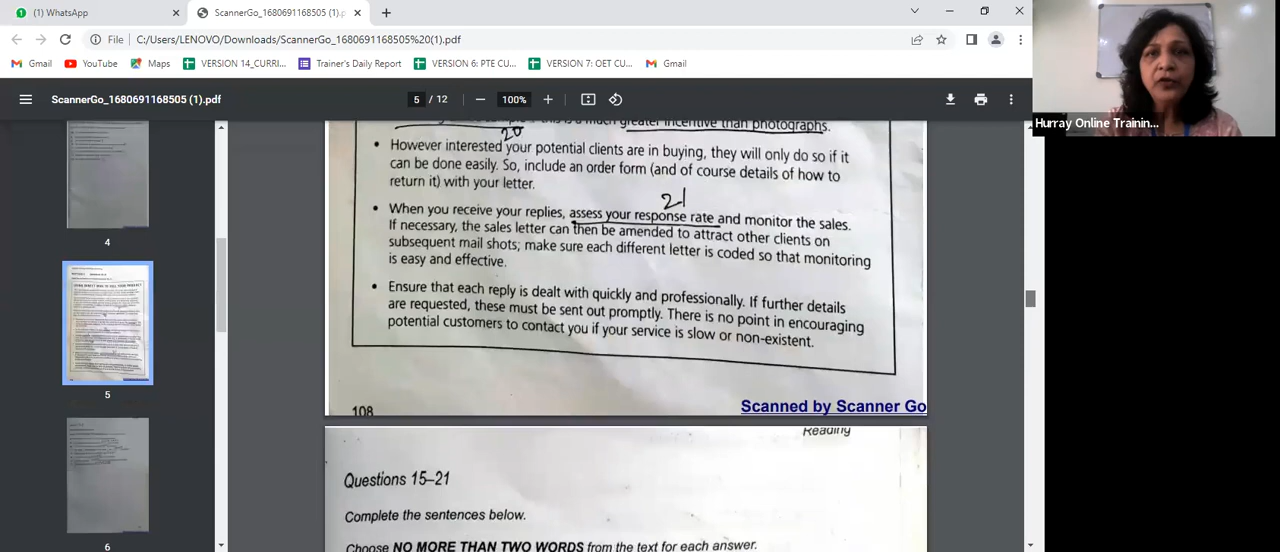 (1) WhatsApp
ScannerGo_1680691168505 (1).pdf
File
C:/Users/LENOVO/Downloads/ScannerGo_1680691168505%20(1).pdf
Gmail
YouTube
Maps
VERSION 14_CURRI...
Trainer's Daily Report
VERSION 6: PTE CU...
VERSION 7: OET CU...
Gmail
ScannerGo_1680691168505 (1).pdf
5 / 12
100%
4
5
6
this is a much greater incentive than photographs.
20
• However interested your potential clients are in buying, they will only do so if it
can be done easily. So, include an order form (and of course details of how to
return it) with your letter.
21
• When you receive your replies, assess your response rate and monitor the sales.
If necessary, the sales letter can then be amended to attract other clients on
subsequent mail shots; make sure each different letter is coded so that monitoring
is easy and effective.
• Ensure that each reply is dealt with quickly and professionally. If further details
are requested, these must be sent out promptly. There is no point in encouraging
potential customers to contact you if your service is slow or non-existent.
108
Scanned by Scanner Go
Reading
Questions 15–21
Complete the sentences below.
Choose NO MORE THAN TWO WORDS from the text for each answer.
Hurray Online Trainin...